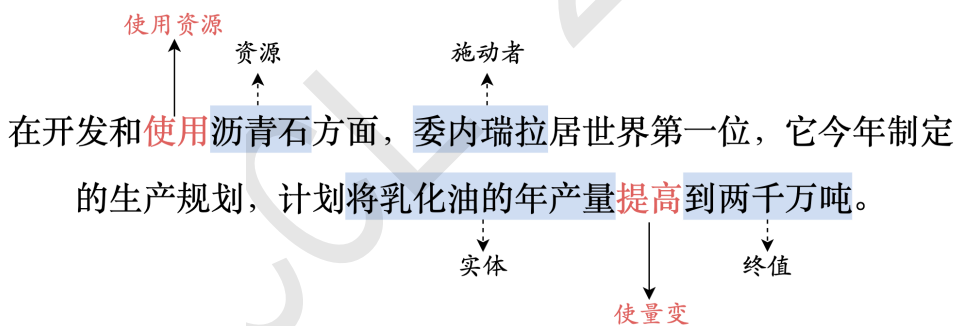 使用资源
资源 施动者
在开发和使用沥青石方面，委内瑞拉居世界第一位，它今年制定
的生产规划，计划将乳化油的年产量提高到两千万吨。
实体 终值
使量变